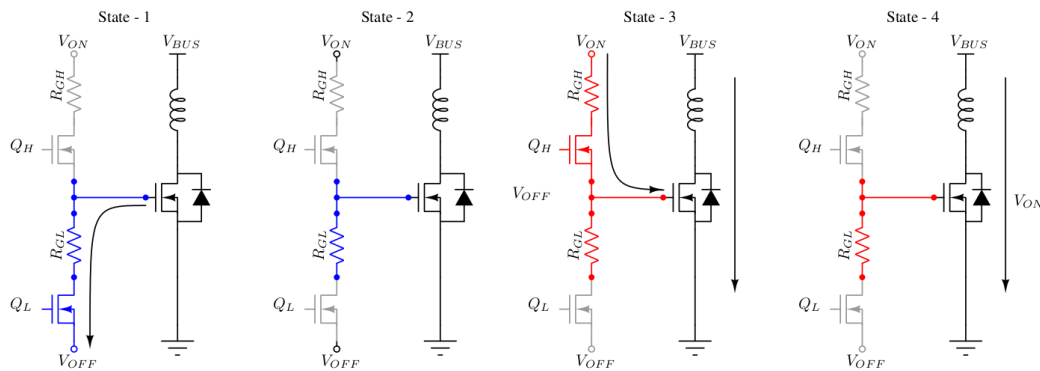 State - 1
State - 2
State - 3
State - 4
V_ON
V_BUS
V_ON
V_BUS
V_ON
V_BUS
V_ON
V_BUS
R_GH
R_GH
R_GH
R_GH
Q_H
Q_H
Q_H
Q_H
V_OFF
V_ON
R_GL
R_GL
R_GL
R_GL
Q_L
Q_L
Q_L
Q_L
V_OFF
V_OFF
V_OFF
V_OFF